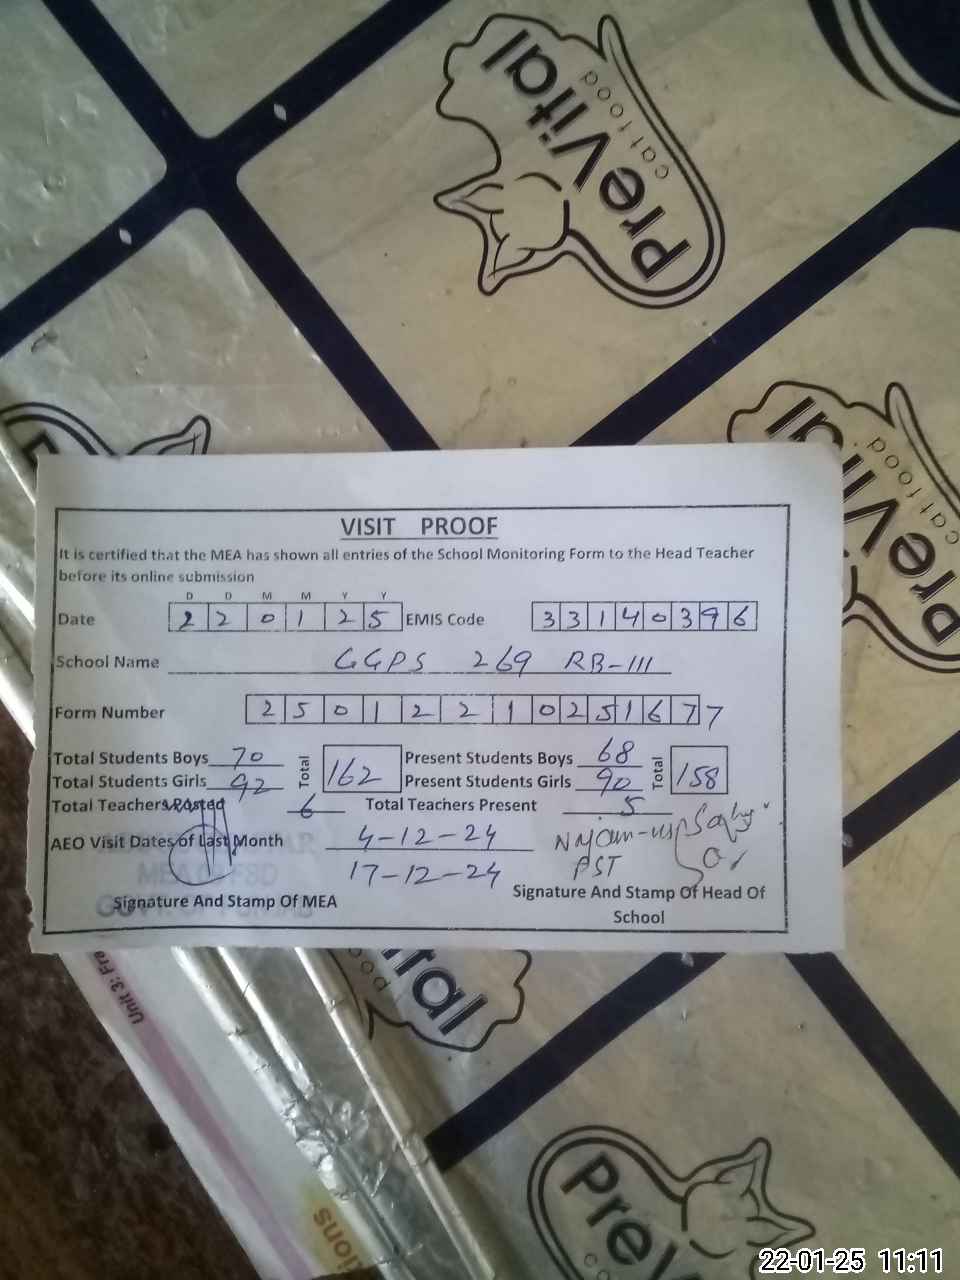 PreVital
cat food
PreVital
cat food
VISIT PROOF
It is certified that the MEA has shown all entries of the School Monitoring Form to the Head Teacher
before its online submission
D D M M Y Y
Date 2 2 0 1 2 5 EMIS Code 3 3 1 4 0 3 9 6
School Name GGPS 269 RB-III
Form Number 2 5 0 1 2 2 1 0 2 5 1 6 7 7
Total Students Boys 70 Total 162 Present Students Boys 68 Total 158
Total Students Girls 92 Present Students Girls 90
Total Teachers Posted 6 Total Teachers Present 5
AEO Visit Dates of Last Month 4-12-24
17-12-24
PST
Signature And Stamp Of MEA
Signature And Stamp Of Head Of
School
ital
Unit 3: Fra
tions
PreV
22-01-25 11:11